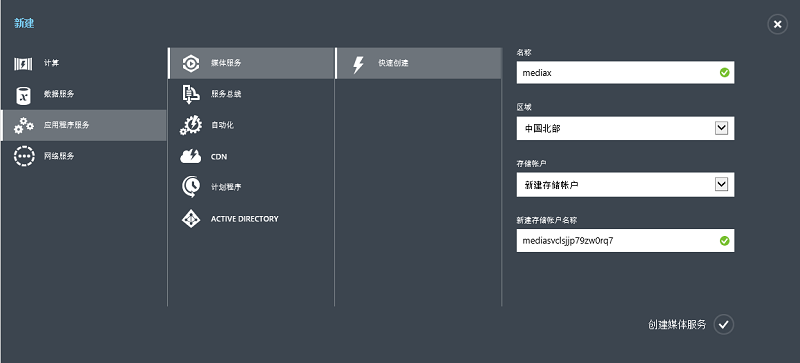 新建
计算
数据服务
应用程序服务
网络服务
媒体服务
服务总线
自动化
CDN
计划程序
ACTIVE DIRECTORY
快速创建
名称
mediax
区域
中国北部
存储帐户
新建存储帐户
新建存储帐户名称
mediasvclsjjp79zw0rq7
创建媒体服务